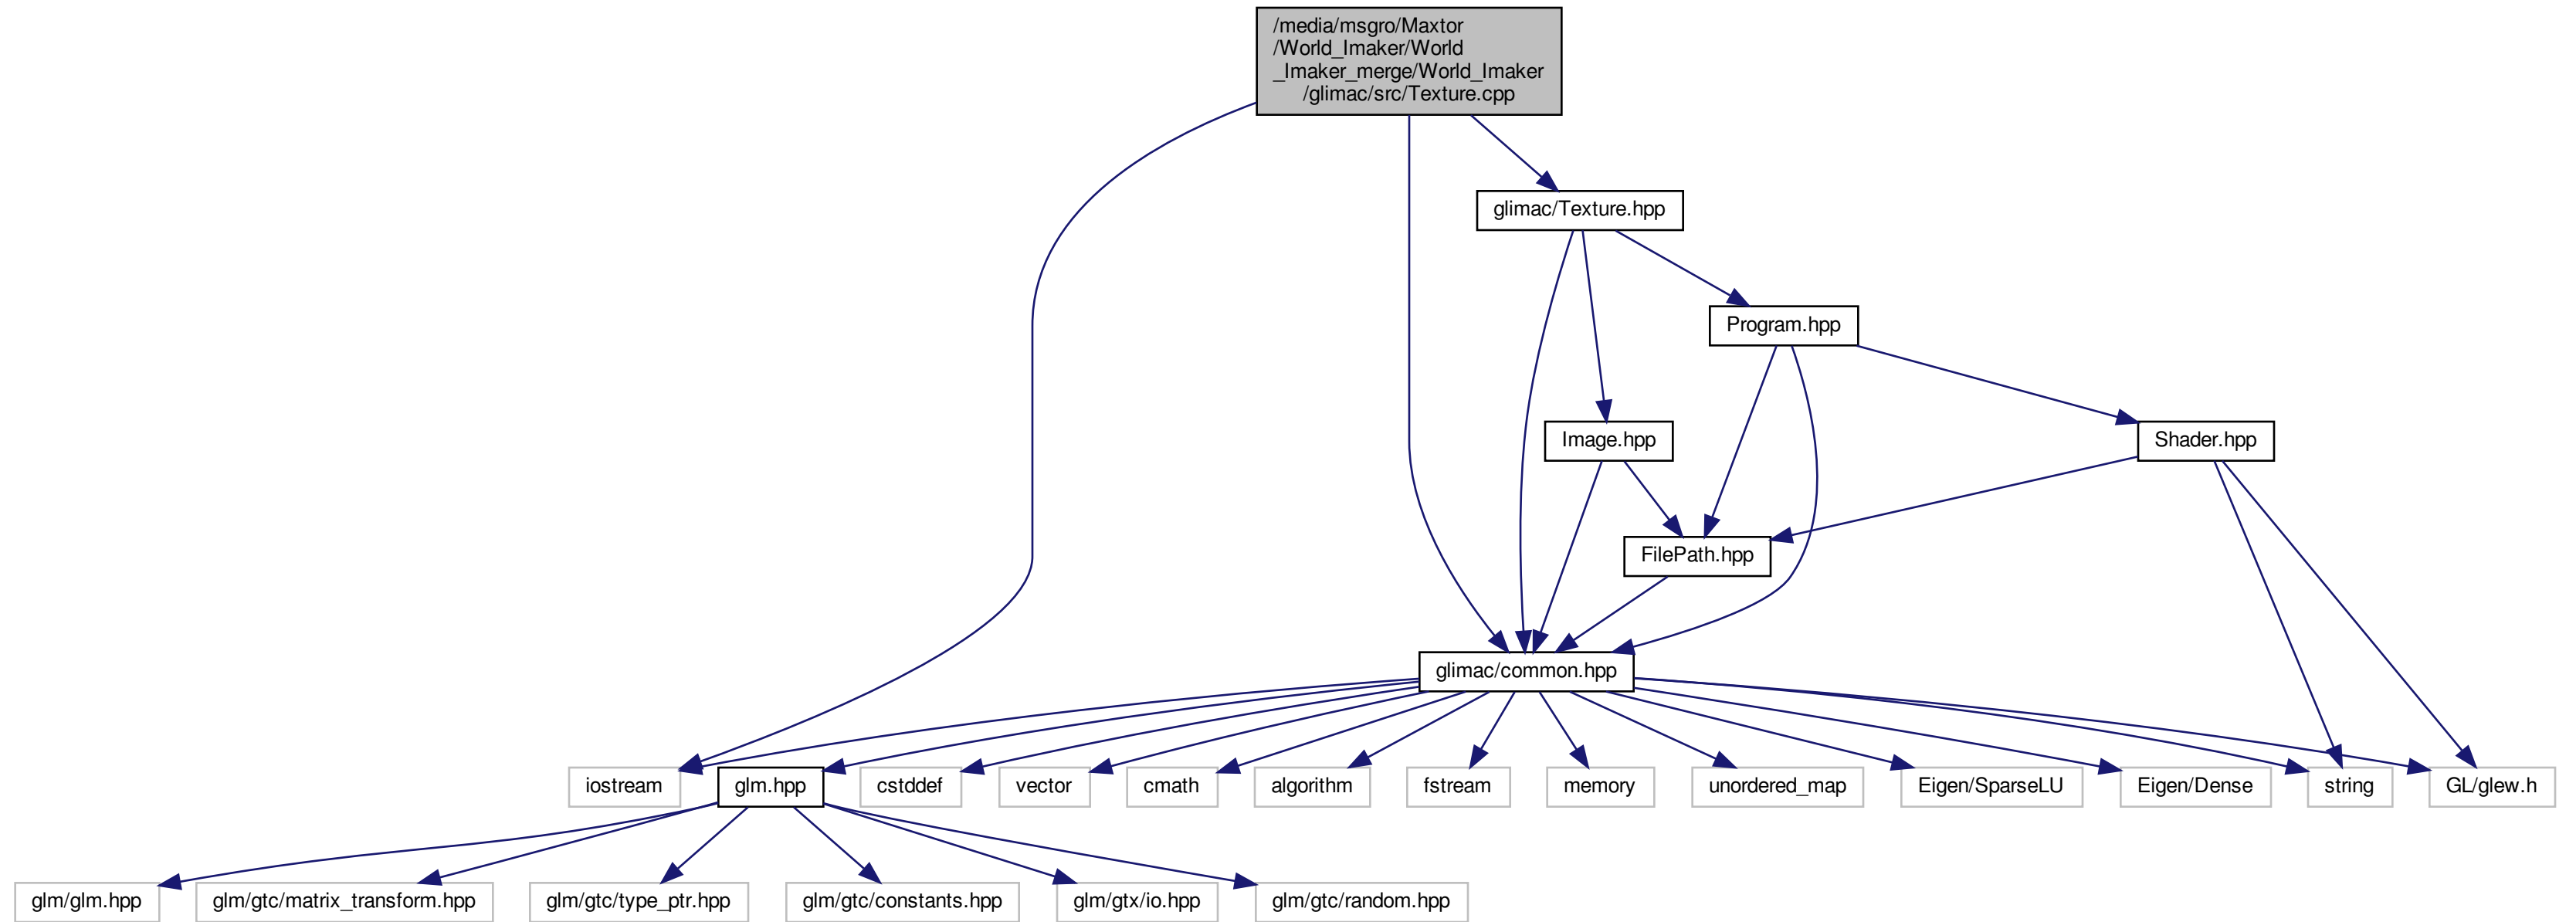 /media/msgro/Maxtor
/World_Imaker/World
_Imaker_merge/World_Imaker
/glimac/src/Texture.cpp
glimac/Texture.hpp
Program.hpp
Image.hpp
Shader.hpp
FilePath.hpp
glimac/common.hpp
iostream
glm.hpp
cstddef
vector
cmath
algorithm
fstream
memory
unordered_map
Eigen/SparseLU
Eigen/Dense
string
GL/glew.h
glm/glm.hpp
glm/gtc/matrix_transform.hpp
glm/gtc/type_ptr.hpp
glm/gtc/constants.hpp
glm/gtx/io.hpp
glm/gtc/random.hpp